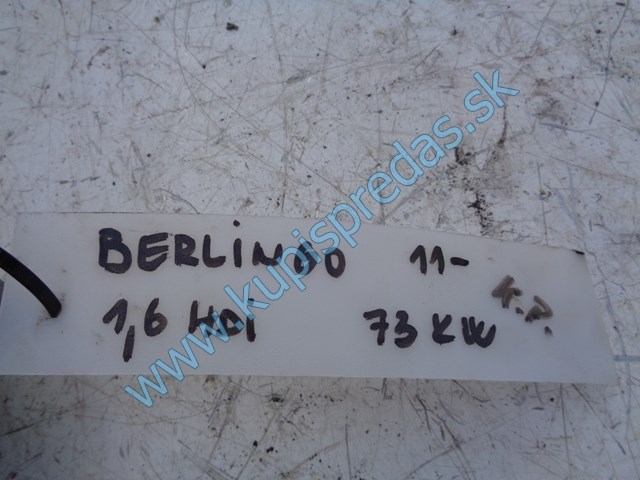 BERLINGO 11-
1,6 HDI 73 KW K.P.
www.kupispredas.sk